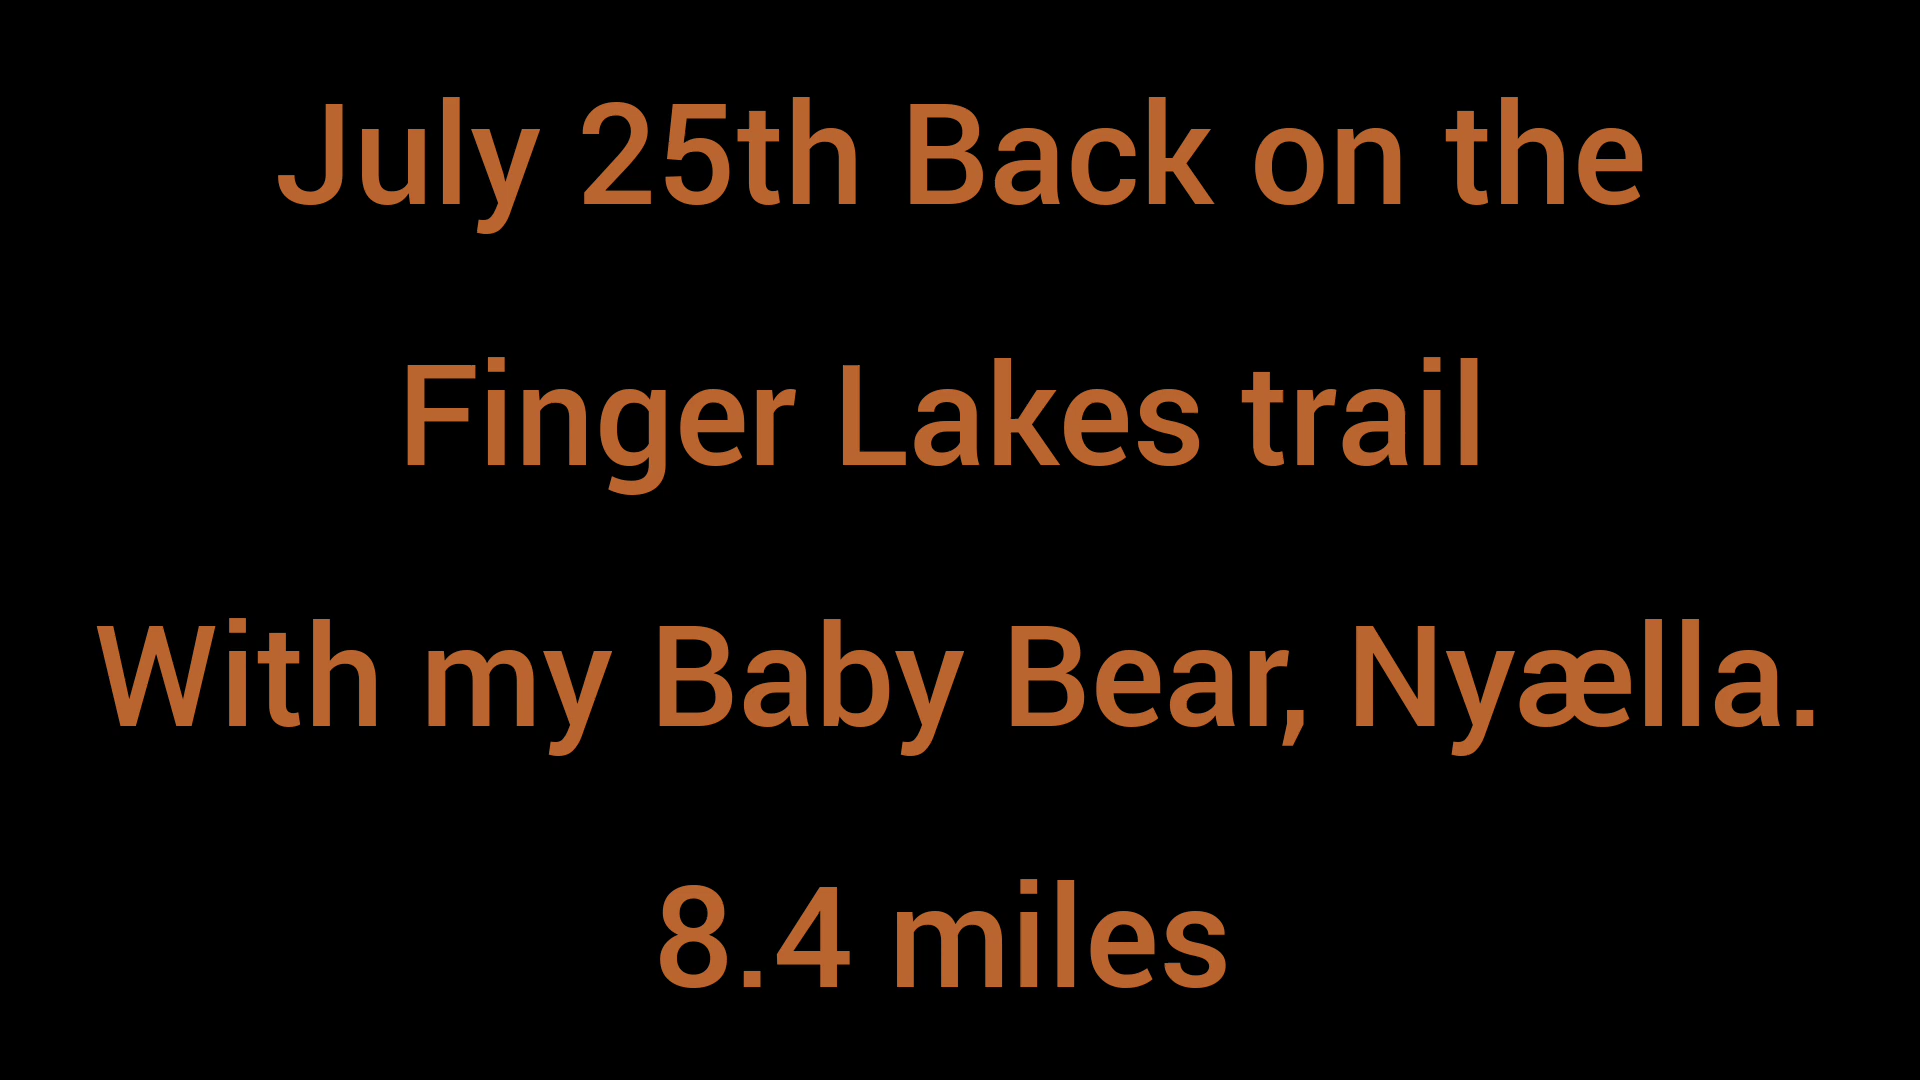 July 25th Back on the
Finger Lakes trail
With my Baby Bear, Nyælla.
8.4 miles